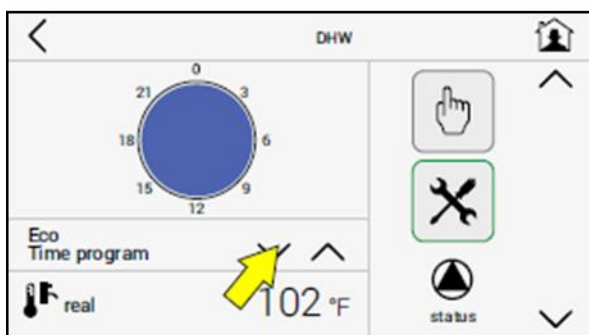 DHW
0
21 3
18 6
15 9
12
Eco
Time program
real 102 °F
status